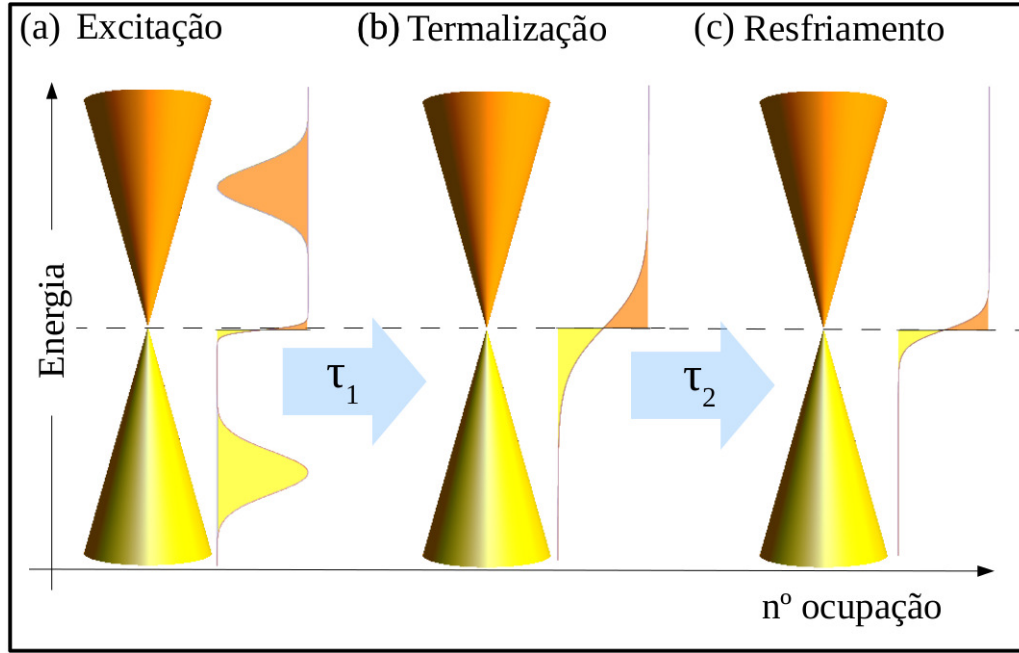 (a) Excitação
(b) Termalização
(c) Resfriamento
Energia
τ1
τ2
nº ocupação